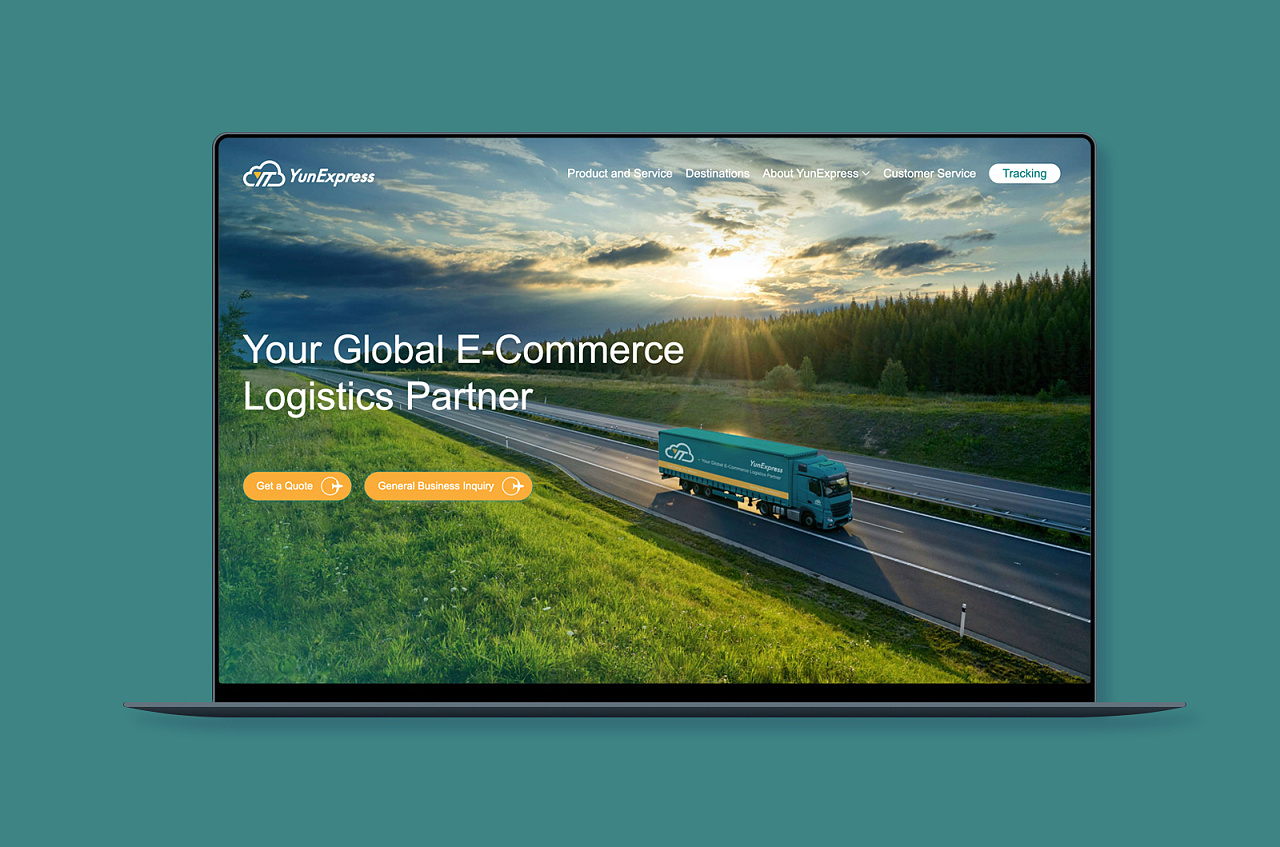 YunExpress
Product and Service
Destinations
About YunExpress
Customer Service
Tracking
Your Global E-Commerce
Logistics Partner
Get a Quote
General Business Inquiry
YunExpress
Your Global E-Commerce Logistics Partner